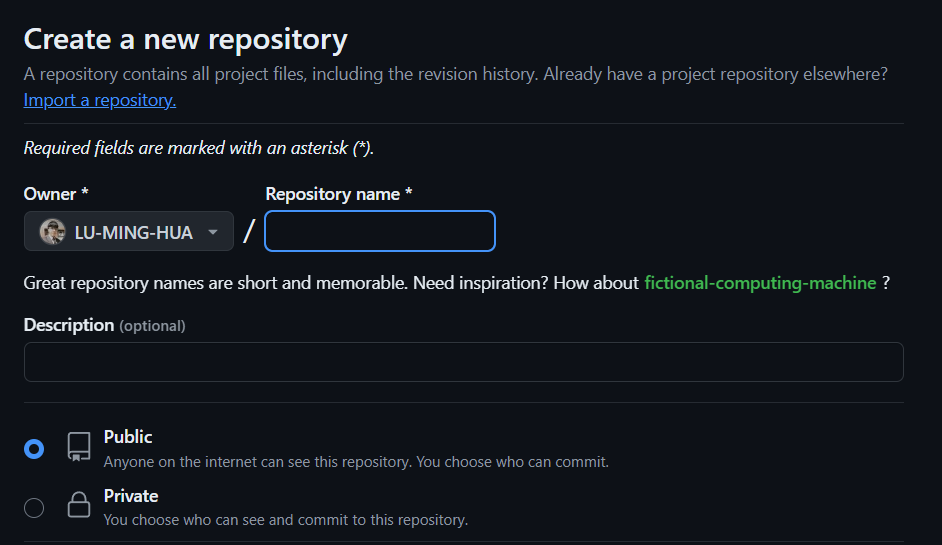 Create a new repository
A repository contains all project files, including the revision history. Already have a project repository elsewhere?
Import a repository.
Required fields are marked with an asterisk (*).
Owner * Repository name *
LU-MING-HUA /
Great repository names are short and memorable. Need inspiration? How about fictional-computing-machine ?
Description (optional)
Public
Anyone on the internet can see this repository. You choose who can commit.
Private
You choose who can see and commit to this repository.